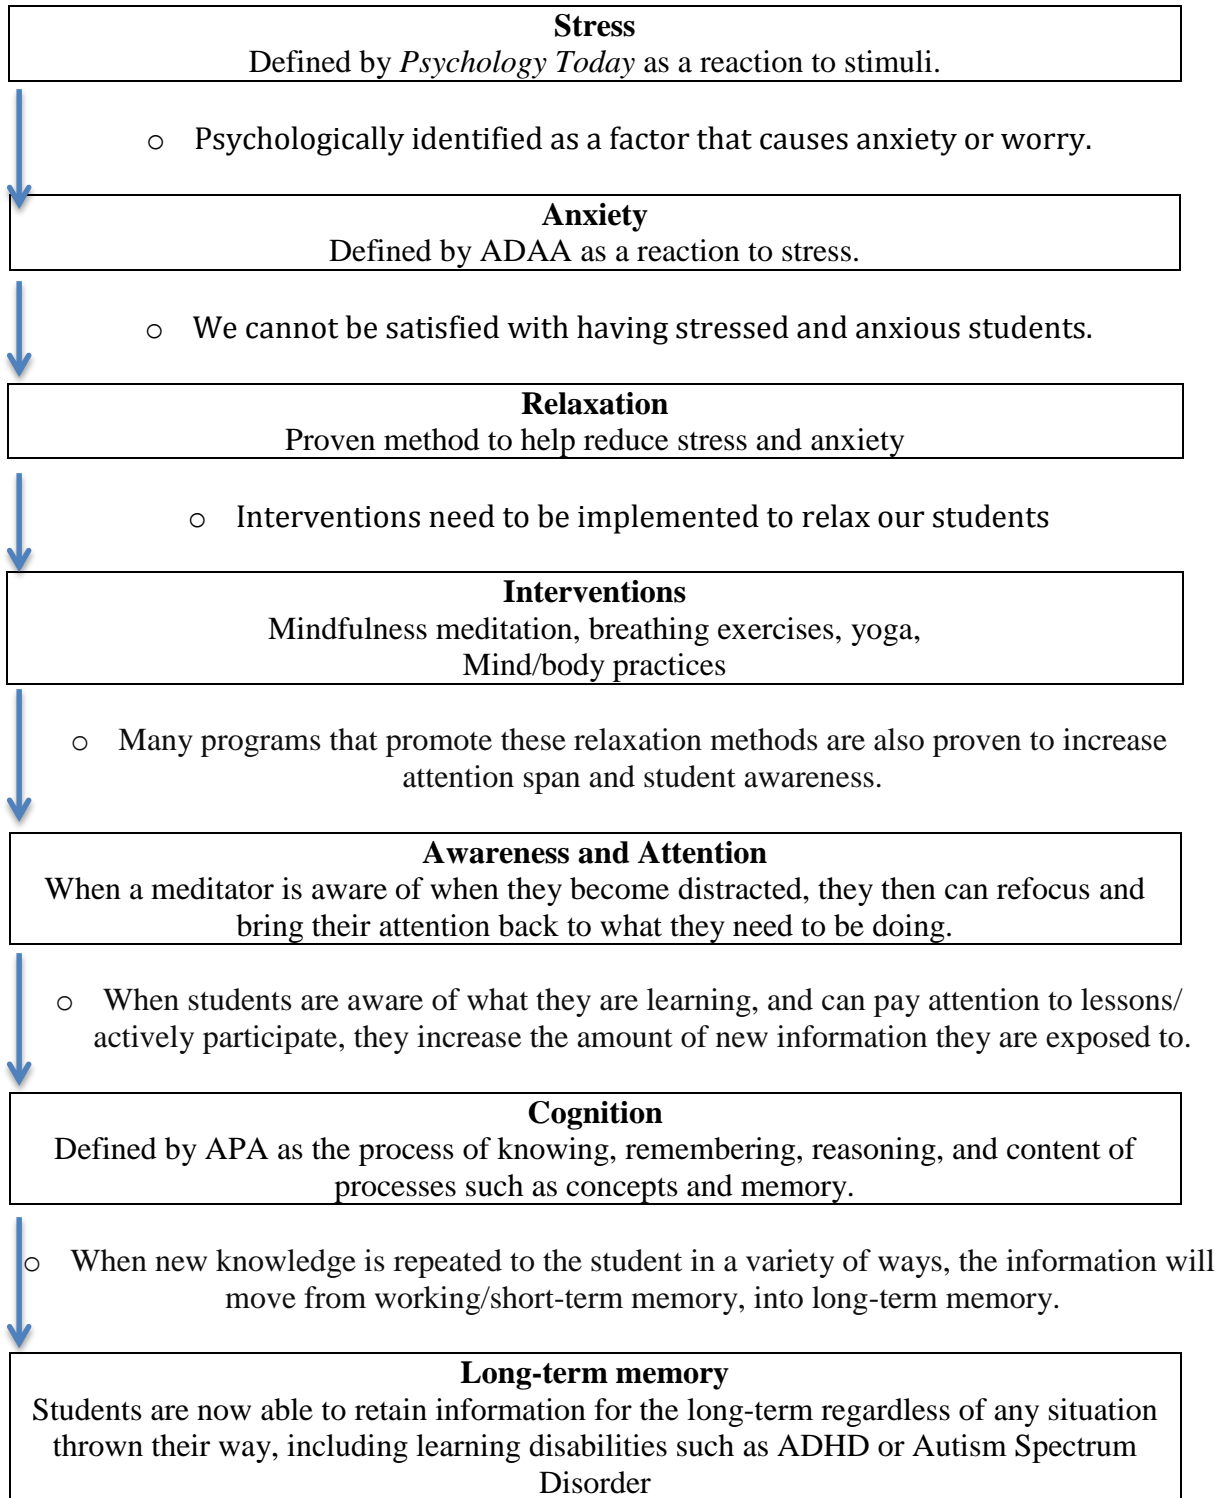 Stress
Defined by Psychology Today as a reaction to stimuli.
o Psychologically identified as a factor that causes anxiety or worry.
Anxiety
Defined by ADAA as a reaction to stress.
o We cannot be satisfied with having stressed and anxious students.
Relaxation
Proven method to help reduce stress and anxiety
o Interventions need to be implemented to relax our students
Interventions
Mindfulness meditation, breathing exercises, yoga,
Mind/body practices
o Many programs that promote these relaxation methods are also proven to increase
attention span and student awareness.
Awareness and Attention
When a meditator is aware of when they become distracted, they then can refocus and
bring their attention back to what they need to be doing.
o When students are aware of what they are learning, and can pay attention to lessons/
actively participate, they increase the amount of new information they are exposed to.
Cognition
Defined by APA as the process of knowing, remembering, reasoning, and content of
processes such as concepts and memory.
o When new knowledge is repeated to the student in a variety of ways, the information will
move from working/short-term memory, into long-term memory.
Long-term memory
Students are now able to retain information for the long-term regardless of any situation
thrown their way, including learning disabilities such as ADHD or Autism Spectrum
Disorder